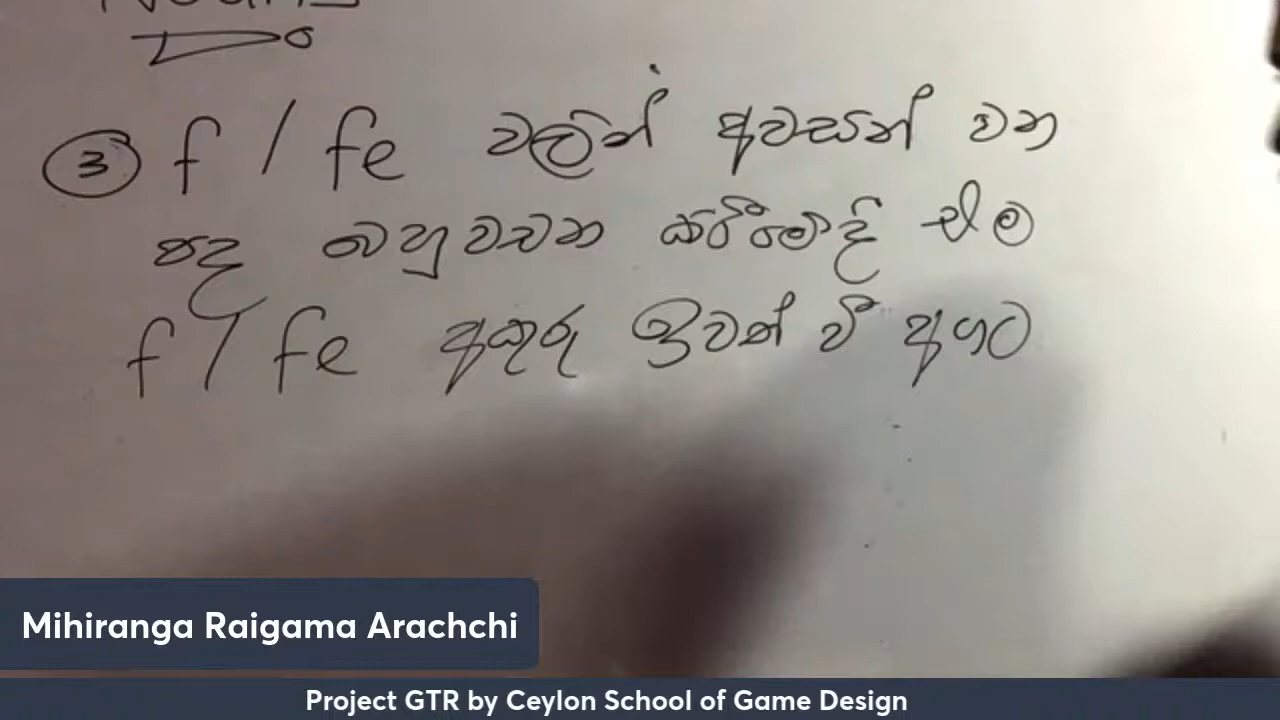 ③ f / fe වලින් අවසන් වන
පද බහුවචන කිරීමේදි ඒම
f / fe අකුරු ඉවත් වී අගට
Mihiranga Raigama Arachchi
Project GTR by Ceylon School of Game Design